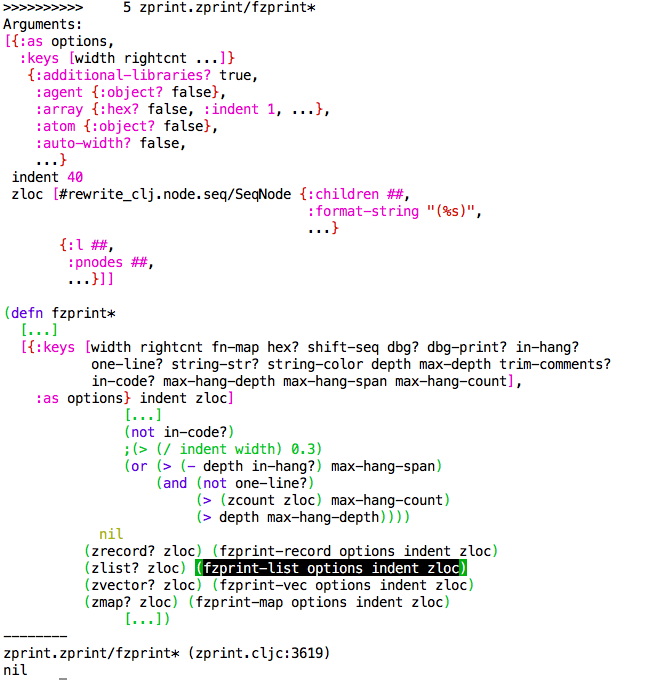 >>>>>>>>>>     5 zprint.zprint/fzprint*
Arguments:
[{:as options,
  :keys [width rightcnt ...]}
   {:additional-libraries? true,
    :agent {:object? false},
    :array {:hex? false, :indent 1, ...},
    :atom {:object? false},
    :auto-width? false,
    ...}
 indent 40
 zloc [#rewrite_clj.node.seq/SeqNode {:children ##,
                                      :format-string "(%s)",
                                      ...}
       {:l ##,
        :pnodes ##,
        ...}]]

(defn fzprint*
  [...]
  [{:keys [width rightcnt fn-map hex? shift-seq dbg? dbg-print? in-hang?
           one-line? string-str? string-color depth max-depth trim-comments?
           in-code? max-hang-depth max-hang-span max-hang-count],
    :as options} indent zloc]
               [...]
               (not in-code?)
               ;(> (/ indent width) 0.3)
               (or (> (- depth in-hang?) max-hang-span)
                   (and (not one-line?)
                        (> (zcount zloc) max-hang-count)
                        (> depth max-hang-depth))))
            nil
          (zrecord? zloc) (fzprint-record options indent zloc)
          (zlist? zloc) (fzprint-list options indent zloc)
          (zvector? zloc) (fzprint-vec options indent zloc)
          (zmap? zloc) (fzprint-map options indent zloc)
               [...])
--------
zprint.zprint/fzprint* (zprint.cljc:3619)
nil